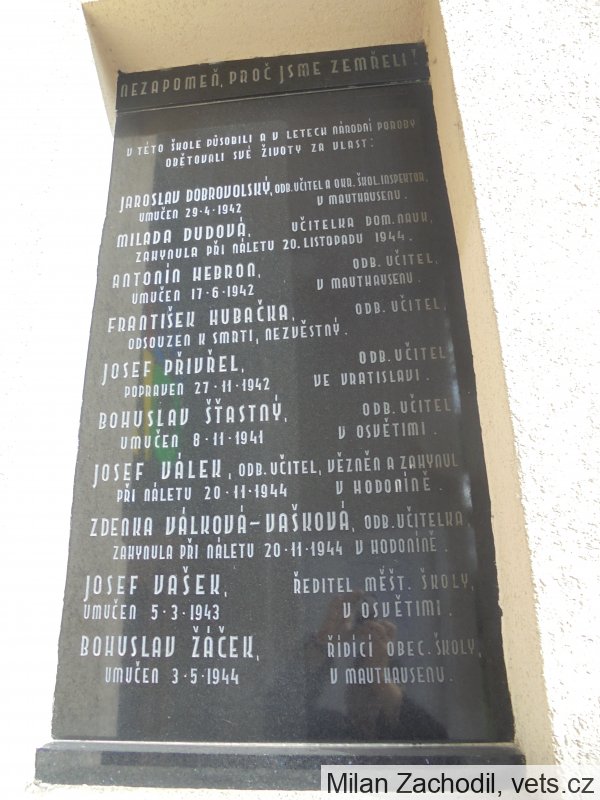 NEZAPOMEŇ, PROČ JSME ZEMŘELI!
V TÉTO ŠKOLE PŮSOBILI A V LETECH NÁRODNÍ POROBY
OBĚTOVALI SVÉ ŽIVOTY ZA VLAST:
JAROSLAV DOBROVOLSKÝ, ODB. UČITEL A OKR. ŠKOL. INSPEKTOR,
UMUČEN 29·4·1942 V MAUTHAUSENU.
MILADA DUDOVÁ, UČITELKA DOM. NAUK,
ZAHYNULA PŘI NÁLETU 20. LISTOPADU 1944.
ANTONÍN HEBRON, ODB. UČITEL,
UMUČEN 17·6·1942 V MAUTHAUSENU.
FRANTIŠEK HUBAČKA, ODB. UČITEL,
ODSOUZEN K SMRTI, NEZVĚSTNÝ.
JOSEF PŘIVŘEL, ODB. UČITEL
POPRAVEN 27·11·1942 VE VRATISLAVI.
BOHUSLAV ŠŤASTNÝ, ODB. UČITEL
UMUČEN 8·11·1941 V OSVĚTIMI.
JOSEF VÁLEK, ODB. UČITEL, VĚZNĚN A ZAHYNUL
PŘI NÁLETU 20·11·1944 V HODONÍNĚ.
ZDENKA VÁLKOVÁ-VAŠKOVÁ, ODB. UČITELKA,
ZAHYNULA PŘI NÁLETU 20·11·1944 V HODONÍNĚ.
JOSEF VAŠEK, ŘEDITEL MĚŠŤ. ŠKOLY,
UMUČEN 5·3·1943 V OSVĚTIMI.
BOHUSLAV ŽÁČEK, ŘÍDÍCÍ OBEC. ŠKOLY,
UMUČEN 3·5·1944 V MAUTHAUSENU.
Milan Zachodil, vets.cz